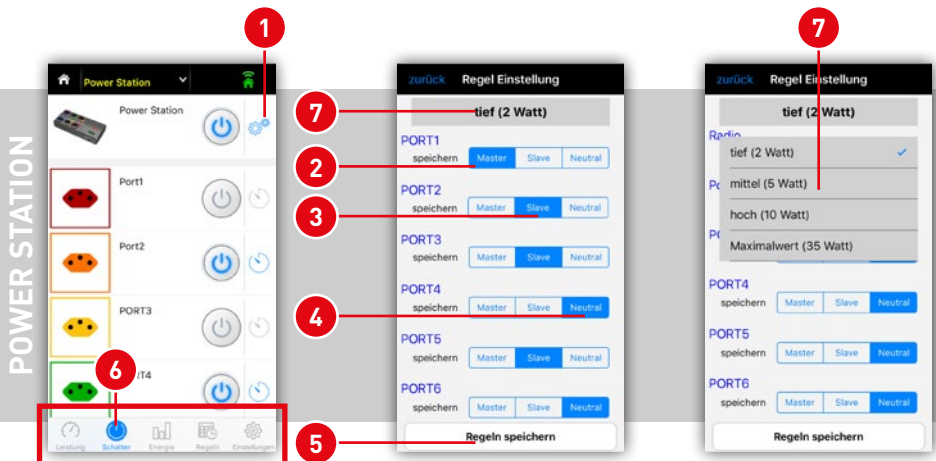 1
7
POWER STATION
Power Station
Power Station
Port1
Port2
PORT3
T4
6
Leistung Schalter Energie Regeln Einstellungen
zurück Regel Einstellung
7
tief (2 Watt)
PORT1
2
speichern Master Slave Neutral
PORT2
3
speichern Master Slave Neutral
PORT3
speichern Master Slave Neutral
PORT4
4
speichern Master Slave Neutral
PORT5
speichern Master Slave Neutral
PORT6
speichern Master Slave Neutral
5
Regeln speichern
zurück Regel Einstellung
tief (2 Watt)
Radio
tief (2 Watt)
mittel (5 Watt)
hoch (10 Watt)
Maximalwert (35 Watt)
PORT4
speichern Master Slave Neutral
PORT5
speichern Master Slave Neutral
PORT6
speichern Master Slave Neutral
Regeln speichern